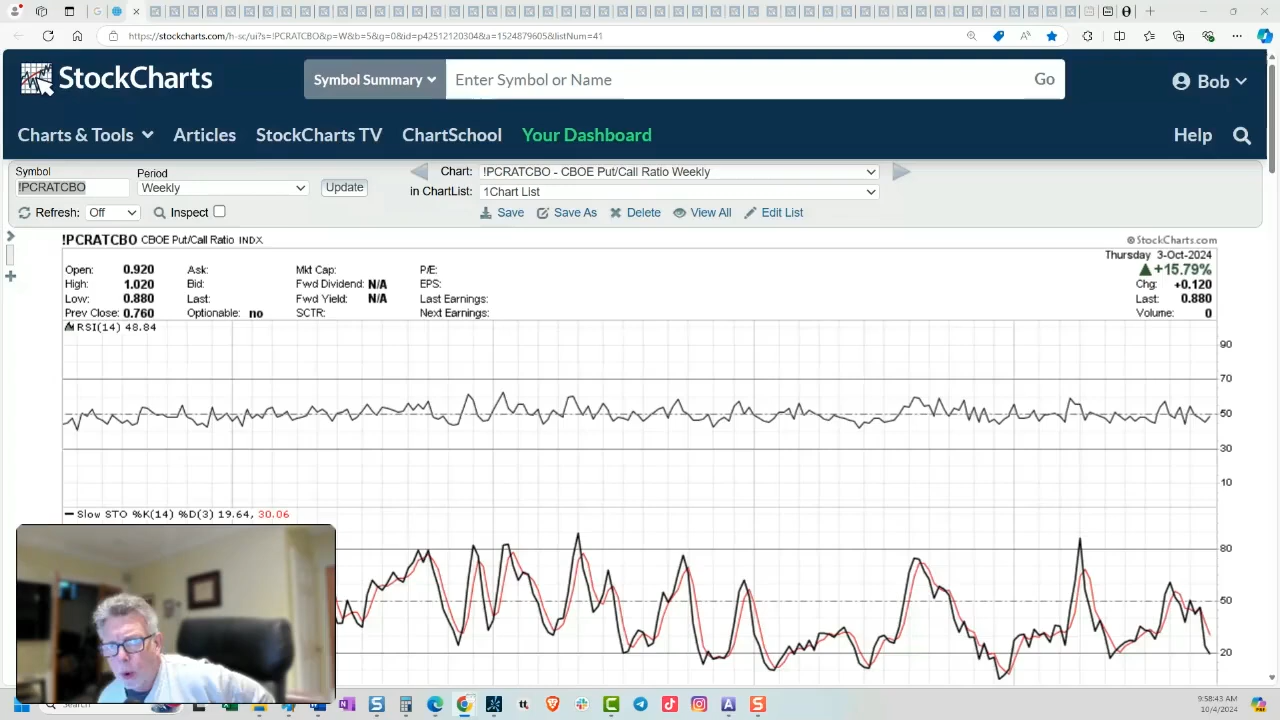 https://stockcharts.com/h-sc/ui?s=!PCRATCBO&p=W&b=5&g=0&id=p42512120304&a=1524879605&listNum=41
StockCharts
Symbol Summary
Enter Symbol or Name
Go
Bob
Charts & Tools
Articles
StockCharts TV
ChartSchool
Your Dashboard
Help
Symbol
Period
Chart:
!PCRATCBO - CBOE Put/Call Ratio Weekly
!PCRATCBO
Weekly
Update
in ChartList:
1Chart List
Refresh:
Off
Inspect
Save
Save As
Delete
View All
Edit List
!PCRATCBO CBOE Put/Call Ratio INDX
©StockCharts.com
Thursday 3-Oct-2024
Open: 0.920 Ask: Mkt Cap: P/E: +15.79%
High: 1.020 Bid: Fwd Dividend: N/A EPS: Chg: +0.120
Low: 0.880 Last: Fwd Yield: N/A Last Earnings: Last: 0.880
Prev Close: 0.760 Optionable: no SCTR: Next Earnings: Volume: 0
RSI(14) 48.84
90
70
50
30
10
Slow STO %K(14) %D(3) 19.64, 30.06
80
50
20
Search
9:58:43 AM
10/4/2024